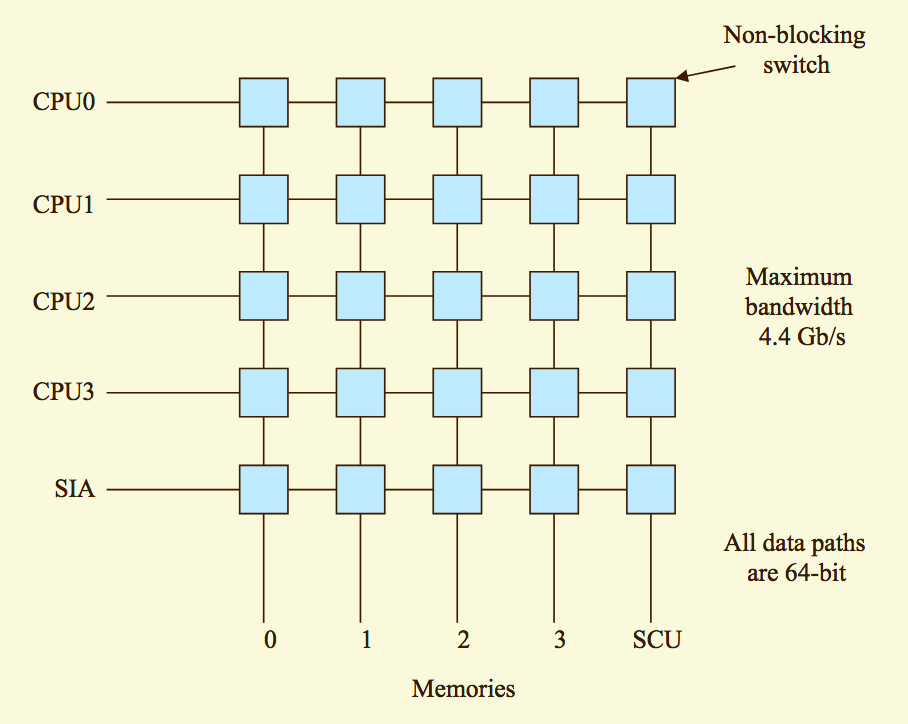 Non-blocking
switch
CPU0
CPU1
CPU2
CPU3
SIA
Maximum
bandwidth
4.4 Gb/s
All data paths
are 64-bit
0 1 2 3 SCU
Memories